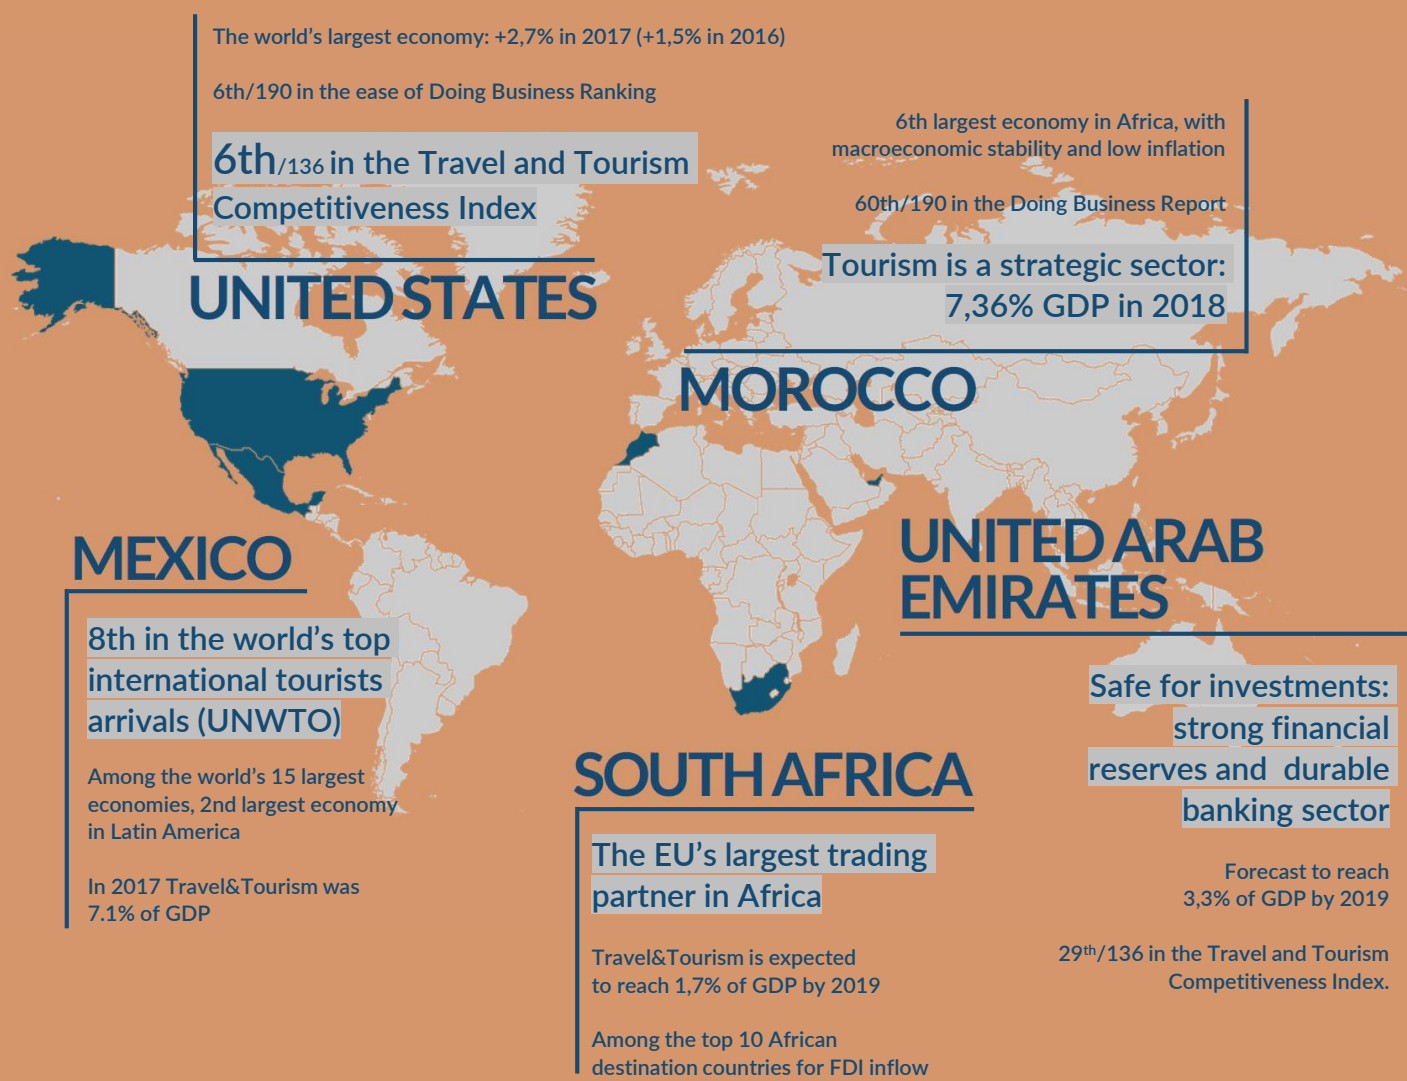 The world's largest economy: +2,7% in 2017 (+1,5% in 2016)
6th/190 in the ease of Doing Business Ranking
6th/136 in the Travel and Tourism
Competitiveness Index
UNITED STATES
6th largest economy in Africa, with
macroeconomic stability and low inflation
60th/190 in the Doing Business Report
Tourism is a strategic sector:
7,36% GDP in 2018
MOROCCO
MEXICO
8th in the world's top
international tourists
arrivals (UNWTO)
Among the world's 15 largest
economies, 2nd largest economy
in Latin America
In 2017 Travel&Tourism was
7.1% of GDP
SOUTH AFRICA
The EU's largest trading
partner in Africa
Travel&Tourism is expected
to reach 1,7% of GDP by 2019
Among the top 10 African
destination countries for FDI inflow
UNITED ARAB
EMIRATES
Safe for investments:
strong financial
reserves and durable
banking sector
Forecast to reach
3,3% of GDP by 2019
29th/136 in the Travel and Tourism
Competitiveness Index.